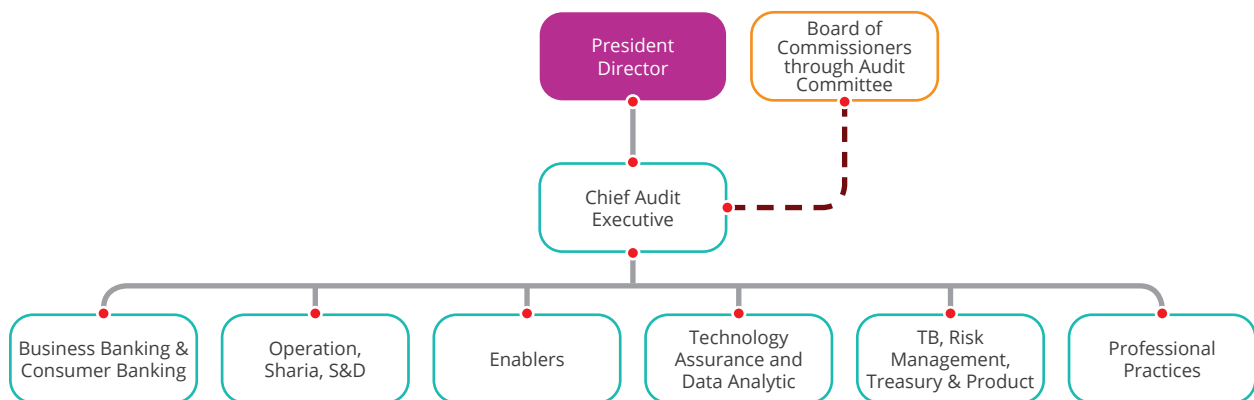 President
Director
Board of
Commissioners
through Audit
Committee
Chief Audit
Executive
Business Banking &
Consumer Banking
Operation,
Sharia, S&D
Enablers
Technology
Assurance and
Data Analytic
TB, Risk
Management,
Treasury & Product
Professional
Practices